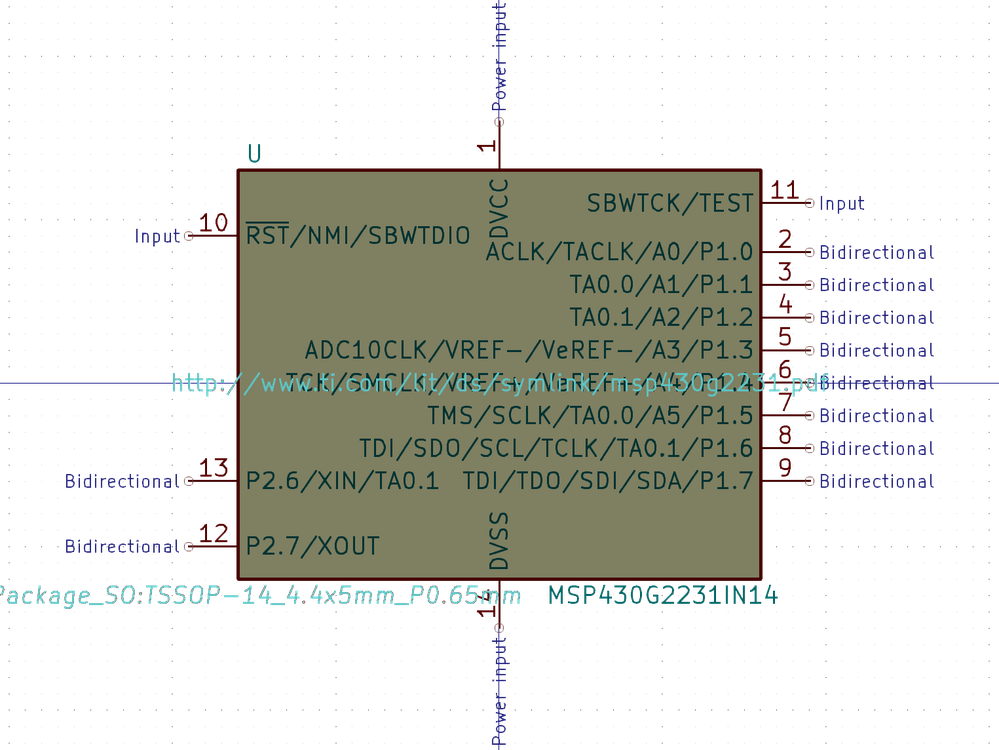 Power input
1
U
DVCC
SBWTCK/TEST 11 Input
Input 10 RST/NMI/SBWTDIO
ACLK/TACLK/A0/P1.0 2 Bidirectional
TA0.0/A1/P1.1 3 Bidirectional
TA0.1/A2/P1.2 4 Bidirectional
ADC10CLK/VREF-/VeREF-/A3/P1.3 5 Bidirectional
TCK/SMCLK/VREF+/VeREF+/A4/P1.4 6 Bidirectional
http://www.ti.com/lit/ds/symlink/msp430g2231.pdf
TMS/SCLK/TA0.0/A5/P1.5 7 Bidirectional
TDI/SDO/SCL/TCLK/TA0.1/P1.6 8 Bidirectional
Bidirectional 13 P2.6/XIN/TA0.1 TDI/TDO/SDI/SDA/P1.7 9 Bidirectional
Bidirectional 12 P2.7/XOUT
DVSS
Package_SO:TSSOP-14_4.4x5mm_P0.65mm MSP430G2231IN14
14
Power input